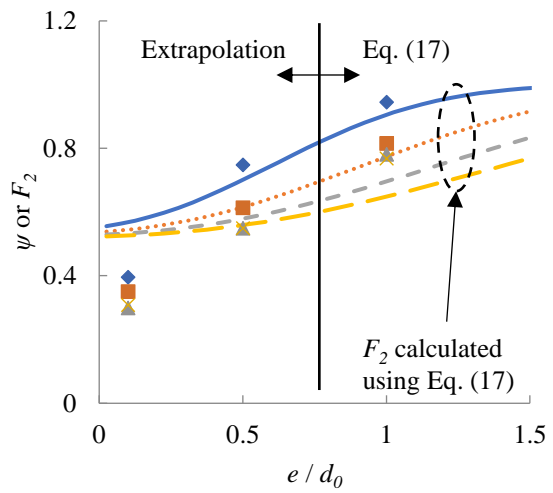 1.2
Extrapolation Eq. (17)
0.8
ψ or F₂
0.4
F₂ calculated
using Eq. (17)
0
0 0.5 1 1.5
e / d₀